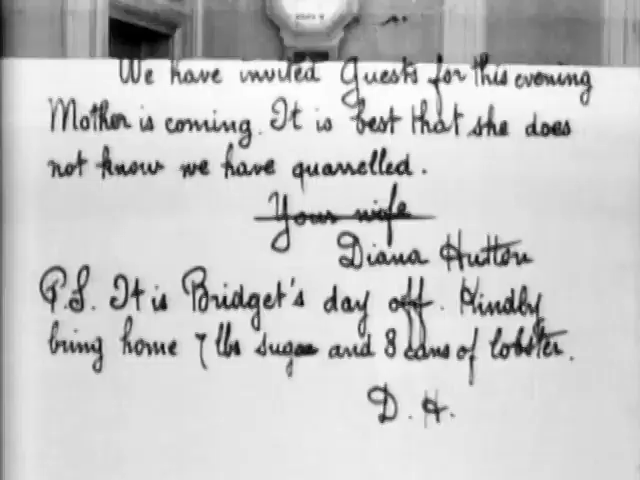 We have invited Guests for this evening
Mother is coming. It is best that she does
not know we have quarrelled.
Your wife
Diana Hutton
P.S. It is Bridget's day off. Kindly
bring home 7 lbs sugar and 8 cans of lobster.
D. H.